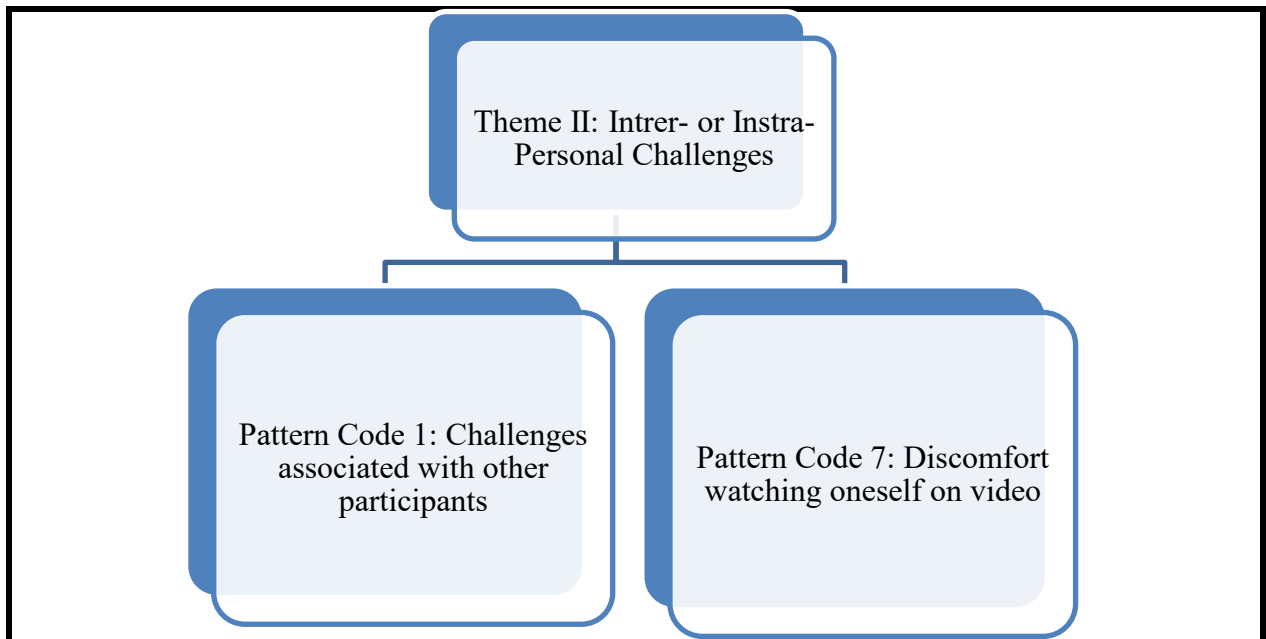 Theme II: Intrer- or Instra-
Personal Challenges
Pattern Code 1: Challenges
associated with other
participants
Pattern Code 7: Discomfort
watching oneself on video